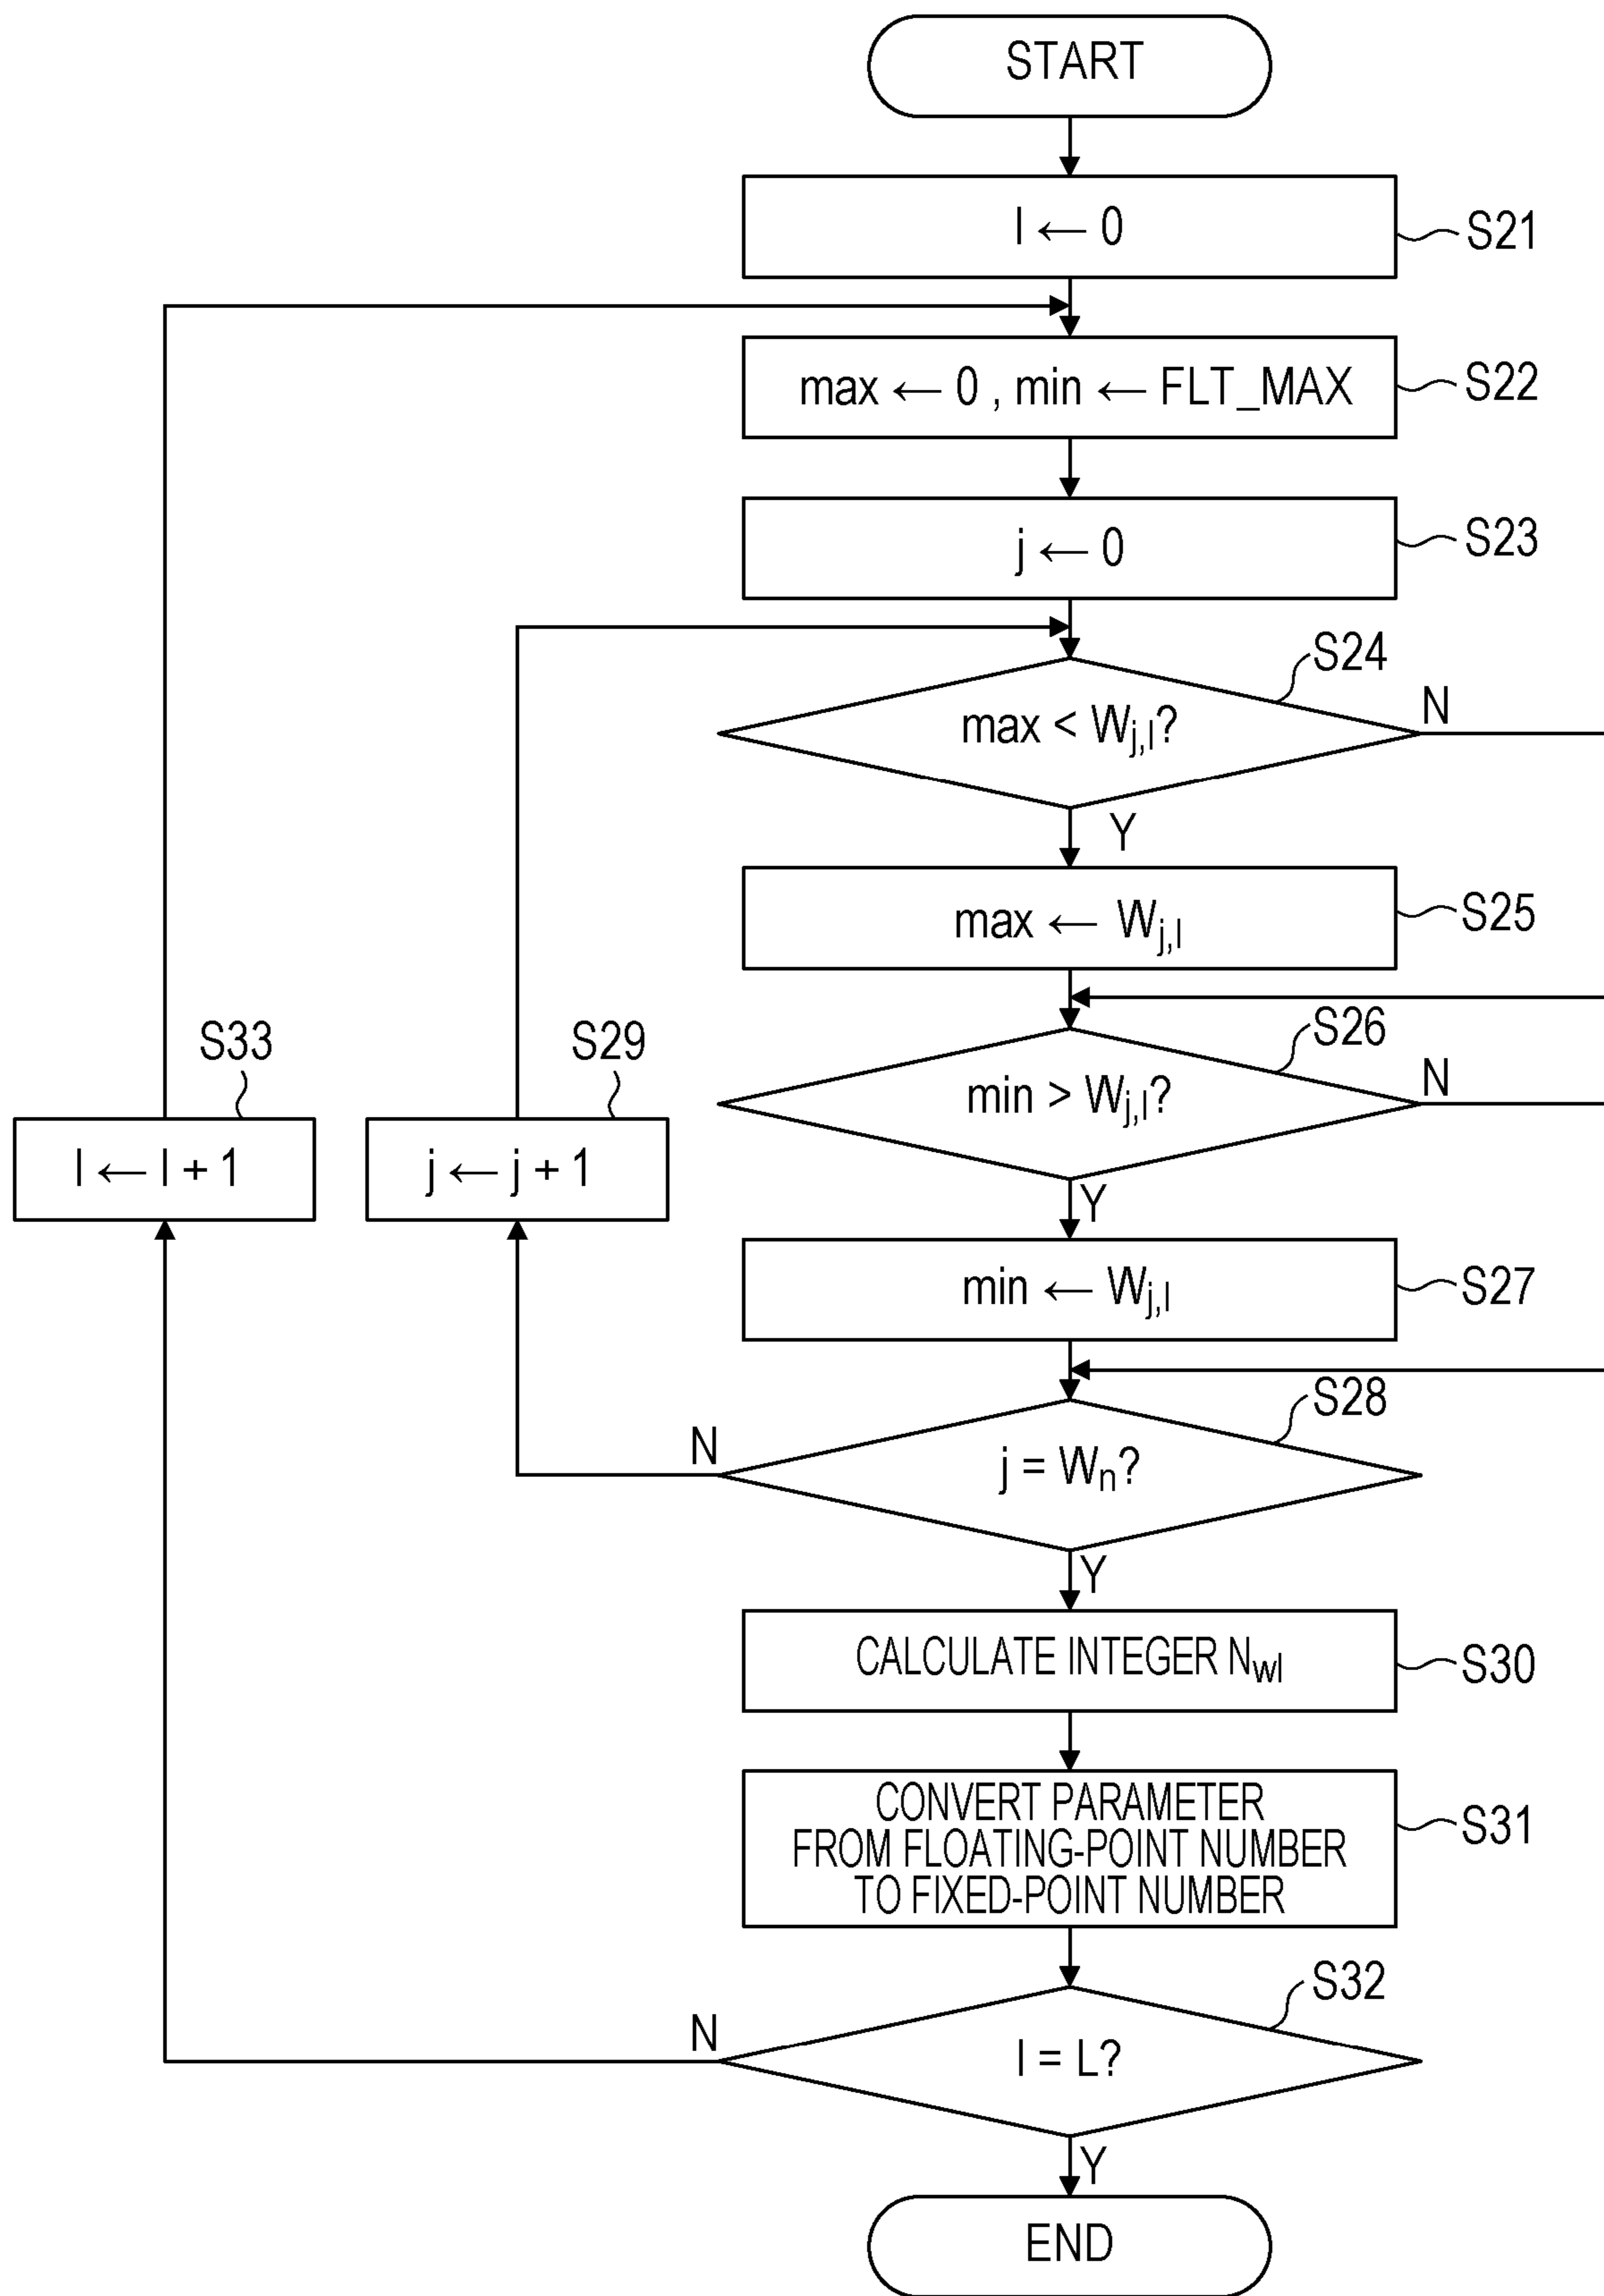 START
l ← 0
S21
max ← 0 , min ← FLT_MAX
S22
j ← 0
S23
S24
max < Wj,l?
N
Y
max ← Wj,l
S25
S26
min > Wj,l?
N
Y
S33
S29
l ← l + 1
j ← j + 1
min ← Wj,l
S27
S28
N
j = Wn?
Y
CALCULATE INTEGER Nwl
S30
CONVERT PARAMETER
FROM FLOATING-POINT NUMBER
TO FIXED-POINT NUMBER
S31
S32
N
l = L?
Y
END